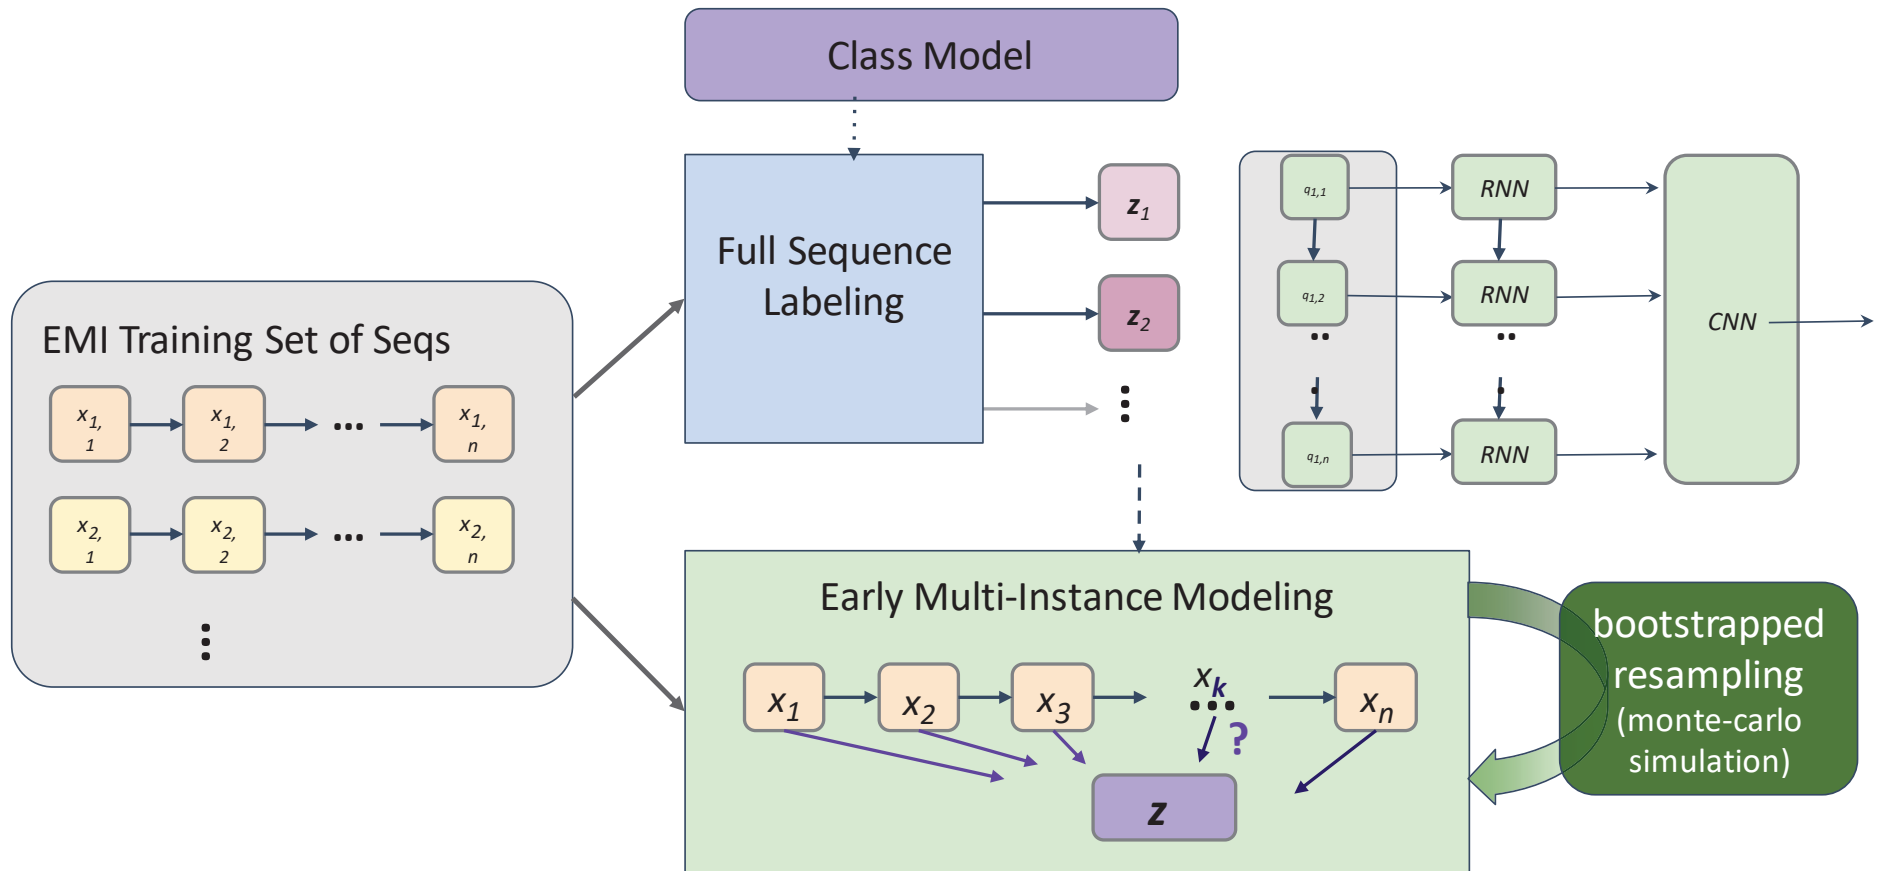 Class Model
Full Sequence
Labeling
z1
z2
q1,1
RNN
q1,2
RNN
CNN
q1,n
RNN
EMI Training Set of Seqs
x1,
1
x1,
2
...
x1,
n
x2,
1
x2,
2
...
x2,
n
Early Multi-Instance Modeling
x1
x2
x3
xk
...
xn
?
z
bootstrapped
resampling
(monte-carlo
simulation)